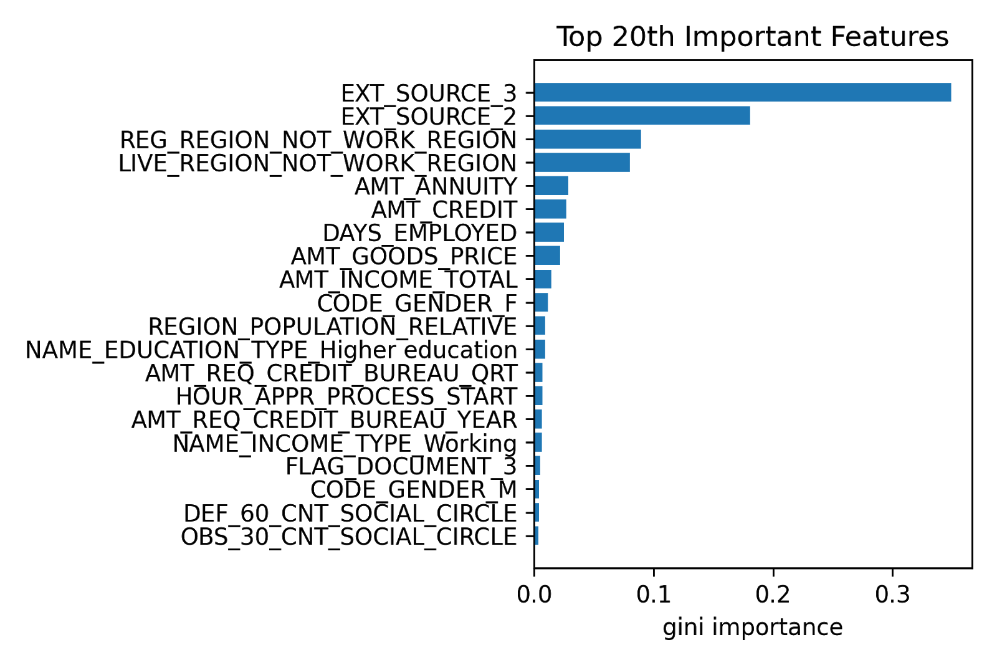 Top 20th Important Features
EXT_SOURCE_3
EXT_SOURCE_2
REG_REGION_NOT_WORK_REGION
LIVE_REGION_NOT_WORK_REGION
AMT_ANNUITY
AMT_CREDIT
DAYS_EMPLOYED
AMT_GOODS_PRICE
AMT_INCOME_TOTAL
CODE_GENDER_F
REGION_POPULATION_RELATIVE
NAME_EDUCATION_TYPE_Higher education
AMT_REQ_CREDIT_BUREAU_QRT
HOUR_APPR_PROCESS_START
AMT_REQ_CREDIT_BUREAU_YEAR
NAME_INCOME_TYPE_Working
FLAG_DOCUMENT_3
CODE_GENDER_M
DEF_60_CNT_SOCIAL_CIRCLE
OBS_30_CNT_SOCIAL_CIRCLE
0.0 0.1 0.2 0.3
gini importance